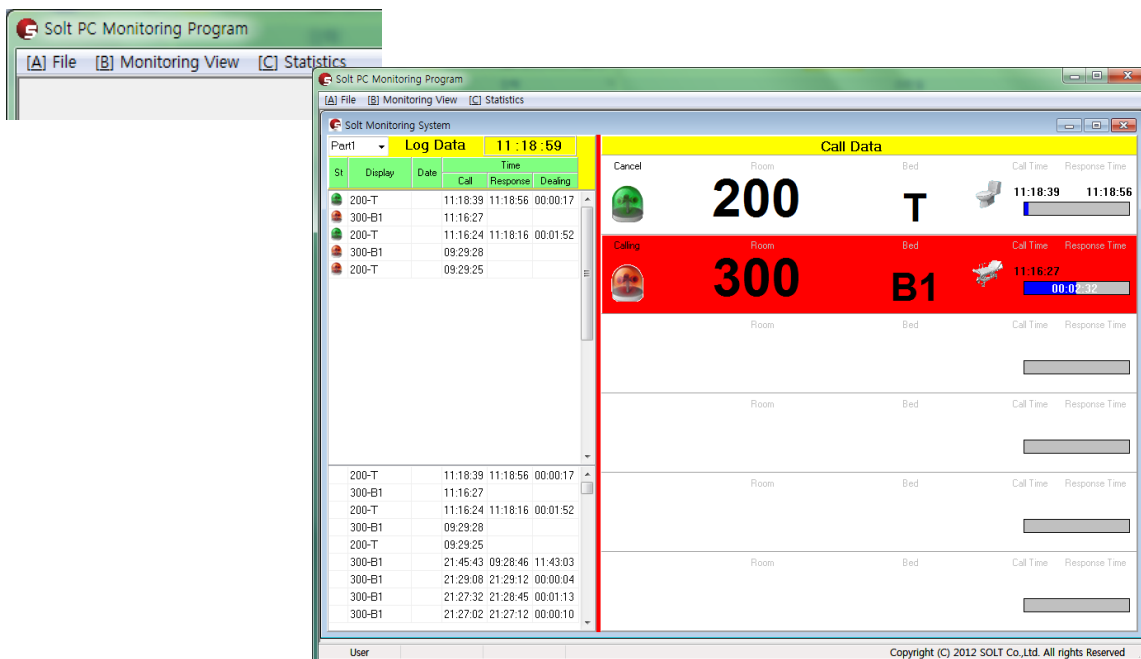 Solt PC Monitoring Program
[A] File [B] Monitoring View [C] Statistics
Solt PC Monitoring Program
[A] File [B] Monitoring View [C] Statistics
Solt Monitoring System
Part1 Log Data 11:18:59
St Display Date Time
Call Response Dealing
200-T 11:18:39 11:18:56 00:00:17
300-B1 11:16:27
200-T 11:16:24 11:18:16 00:01:52
300-B1 09:29:28
200-T 09:29:25
200-T 11:18:39 11:18:56 00:00:17
300-B1 11:16:27
200-T 11:16:24 11:18:16 00:01:52
300-B1 09:29:28
200-T 09:29:25
300-B1 21:45:43 09:28:46 11:43:03
300-B1 21:29:08 21:29:12 00:00:04
300-B1 21:27:32 21:28:45 00:01:13
300-B1 21:27:02 21:27:12 00:00:10
Call Data
Cancel Room Bed Call Time Response Time
200 T 11:18:39 11:18:56
Calling Room Bed Call Time Response Time
300 B1 11:16:27
00:02:32
Room Bed Call Time Response Time
Room Bed Call Time Response Time
Room Bed Call Time Response Time
Room Bed Call Time Response Time
User Copyright (C) 2012 SOLT Co.,Ltd. All rights Reserved